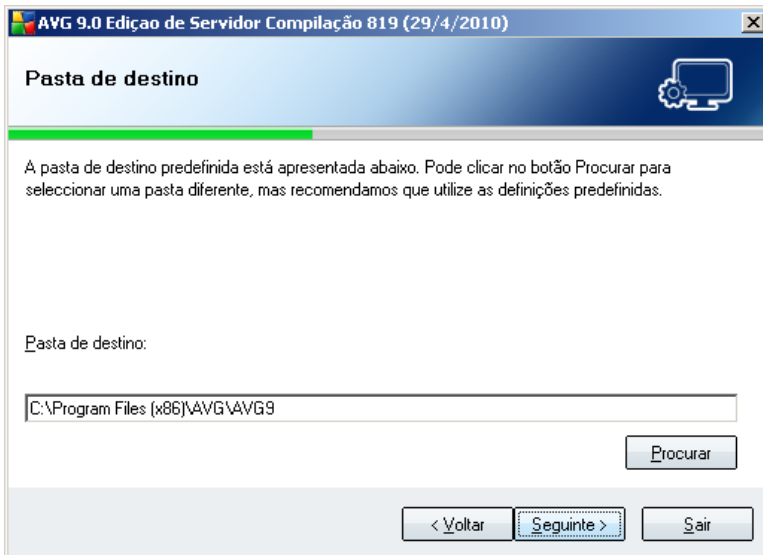 AVG 9.0 Ediçao de Servidor Compilação 819 (29/4/2010)
Pasta de destino
A pasta de destino predefinida está apresentada abaixo. Pode clicar no botão Procurar para
seleccionar uma pasta diferente, mas recomendamos que utilize as definições predefinidas.
Pasta de destino:
C:\Program Files (x86)\AVG\AVG9
Procurar
< Voltar Seguinte > Sair